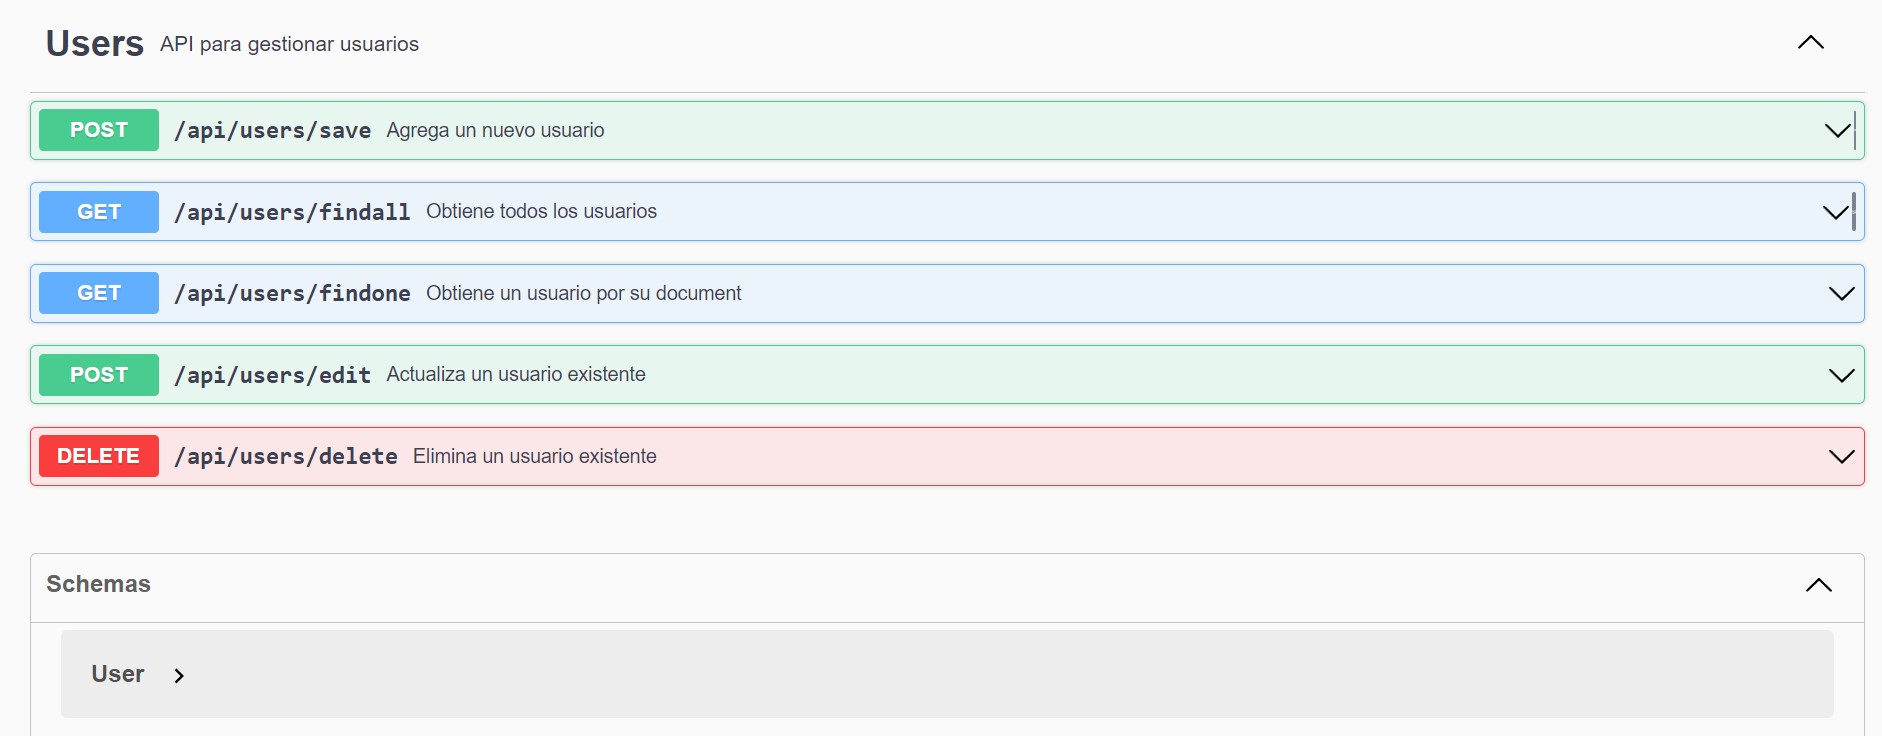 Users API para gestionar usuarios
POST /api/users/save Agrega un nuevo usuario
GET /api/users/findall Obtiene todos los usuarios
GET /api/users/findone Obtiene un usuario por su document
POST /api/users/edit Actualiza un usuario existente
DELETE /api/users/delete Elimina un usuario existente
Schemas
User